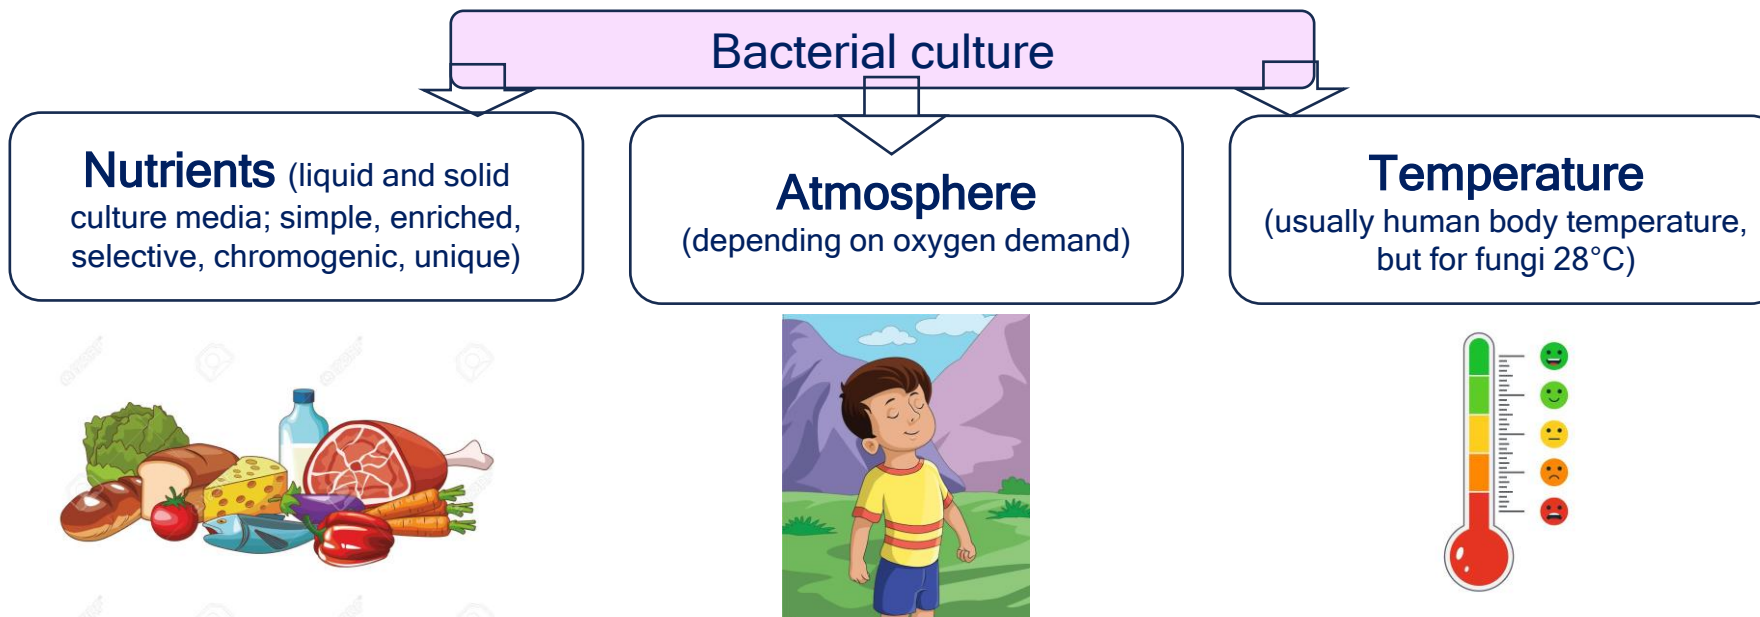 Bacterial culture
Nutrients (liquid and solid
culture media; simple, enriched,
selective, chromogenic, unique)
Atmosphere
(depending on oxygen demand)
Temperature
(usually human body temperature,
but for fungi 28°C)